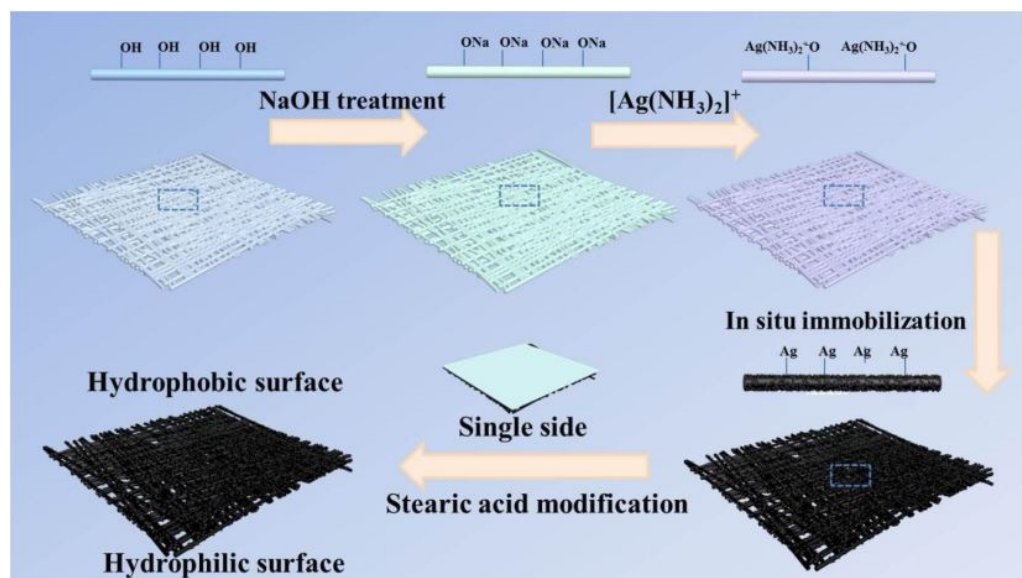 OH OH OH OH
ONa ONa ONa ONa
Ag(NH₃)₂⁺O Ag(NH₃)₂⁺O
NaOH treatment
[Ag(NH₃)₂]⁺
In situ immobilization
Ag Ag Ag Ag
Hydrophobic surface
Single side
Stearic acid modification
Hydrophilic surface